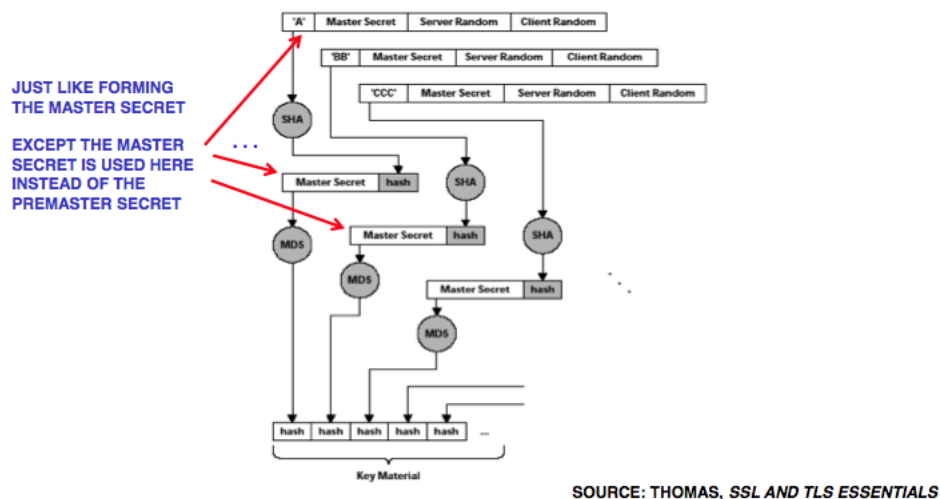 'A' Master Secret Server Random Client Random
'BB' Master Secret Server Random Client Random
'CCC' Master Secret Server Random Client Random
JUST LIKE FORMING
THE MASTER SECRET
EXCEPT THE MASTER
SECRET IS USED HERE
INSTEAD OF THE
PREMASTER SECRET
. . .
SHA
Master Secret hash
SHA
MD5
Master Secret hash
SHA
MD5
Master Secret hash
MD5
hash hash hash hash hash ...
Key Material
SOURCE: THOMAS, SSL AND TLS ESSENTIALS